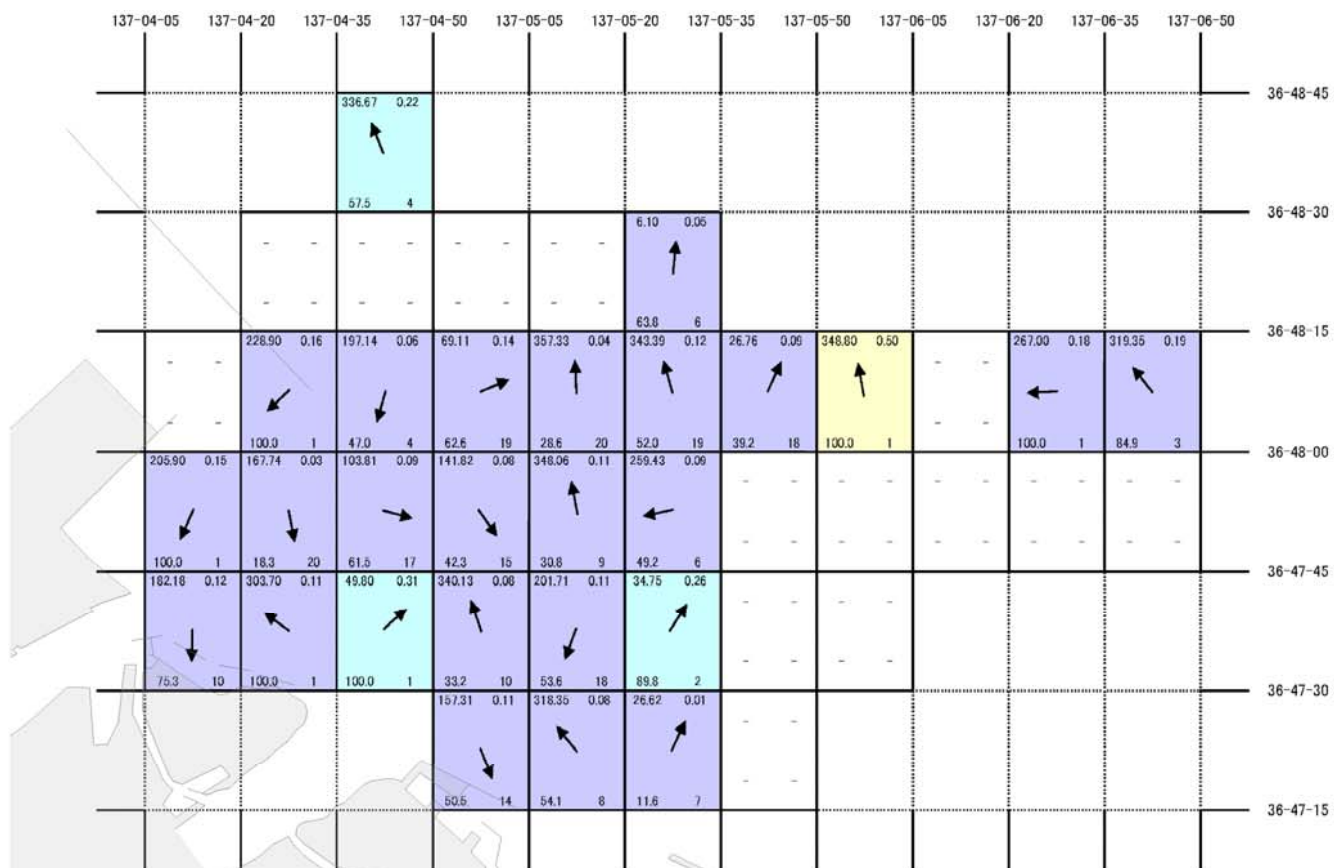 137-04-05 137-04-20 137-04-35 137-04-50 137-05-05 137-05-20 137-05-35 137-05-50 137-06-05 137-06-20 137-06-35 137-06-50
36-48-45
336.67 0.22
57.5 4
36-48-30
- - - - - - - - 6.10 0.05
- - - - - - - -
63.8 6
36-48-15
228.90 0.16 197.14 0.06 69.11 0.14 357.33 0.04 343.39 0.12 26.76 0.09 348.80 0.50 267.00 0.18 319.35 0.19
- - - -
- - - -
100.0 1 47.0 4 62.6 19 28.6 20 52.0 19 39.2 18 100.0 1 100.0 1 84.9 3
36-48-00
205.90 0.15 167.74 0.03 103.81 0.09 141.82 0.08 348.06 0.11 259.43 0.09
- - - - - - - - - -
- - - - - - - - - -
100.0 1 18.3 20 61.5 17 42.3 15 30.8 9 49.2 6
36-47-45
182.18 0.12 303.70 0.11 49.80 0.31 340.13 0.08 201.71 0.11 34.75 0.26
- - - -
- - - -
75.3 10 100.0 1 100.0 1 33.2 10 53.6 18 89.8 2
36-47-30
157.31 0.11 318.35 0.08 26.62 0.01
- -
- -
50.5 14 54.1 8 11.6 7
36-47-15